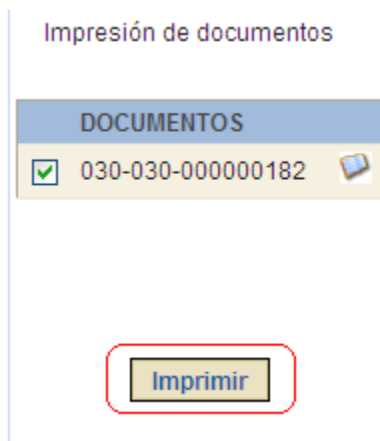 Impresión de documentos
DOCUMENTOS
030-030-000000182
Imprimir